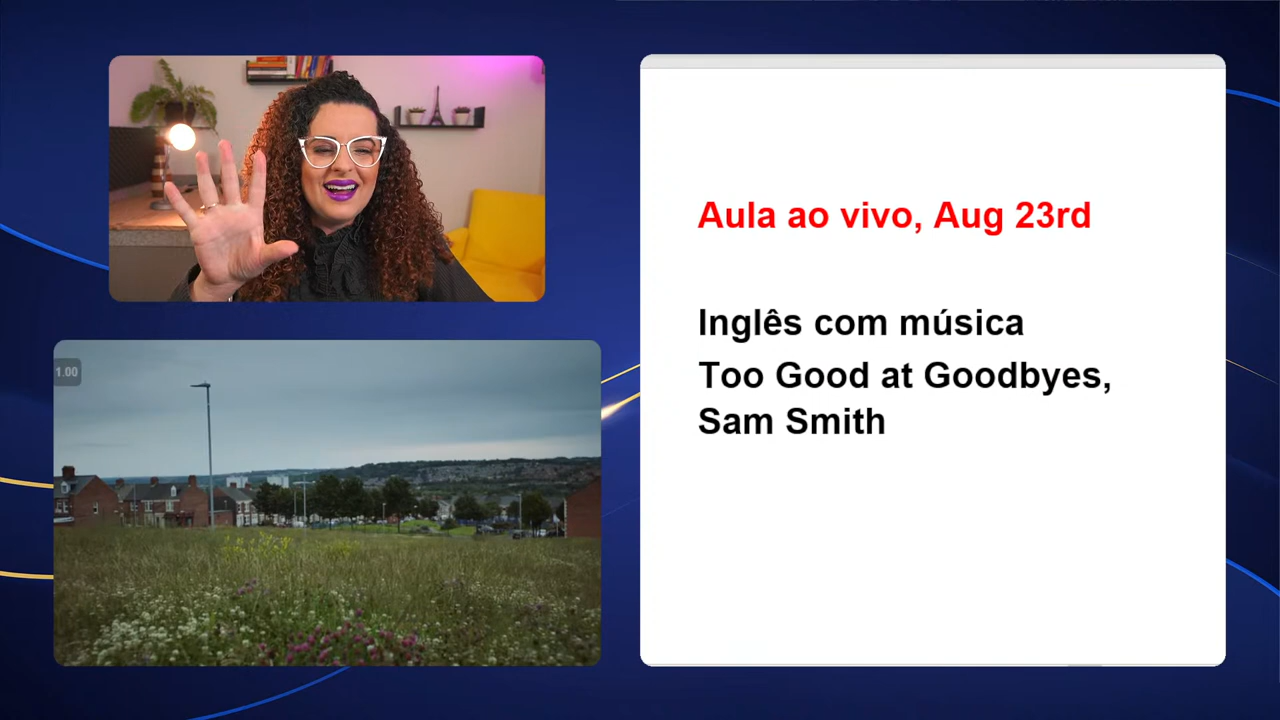 Aula ao vivo, Aug 23rd
Inglês com música
Too Good at Goodbyes,
Sam Smith
1.00